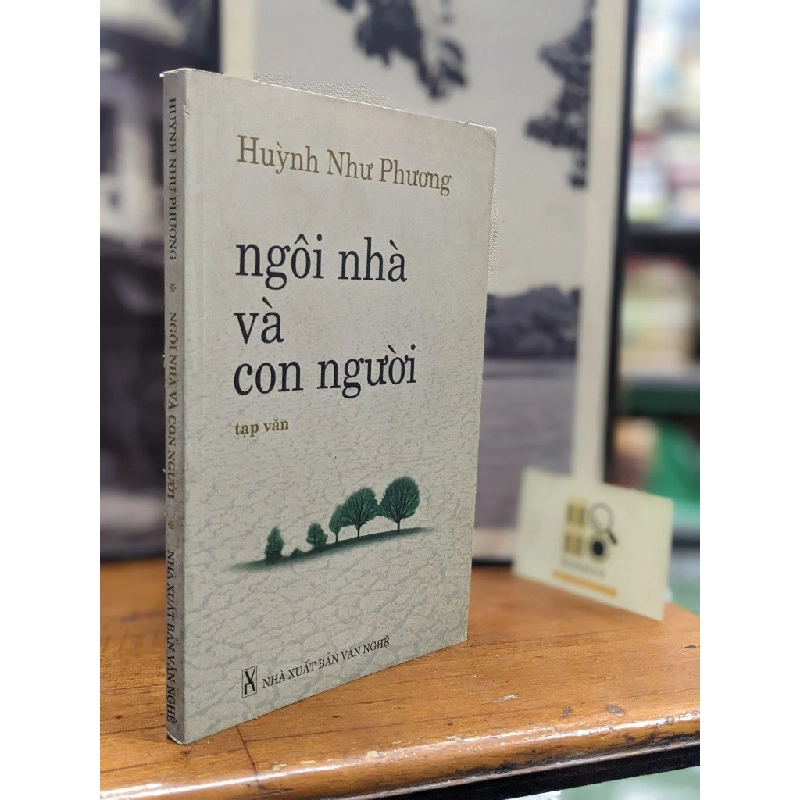 Huỳnh Như Phương
ngôi nhà
và
con người
tạp văn
NHÀ XUẤT BẢN VĂN NGHỆ
HUỲNH NHƯ PHƯƠNG * NGÔI NHÀ VÀ CON NGƯỜI * NHÀ XUẤT BẢN VĂN NGHỆ